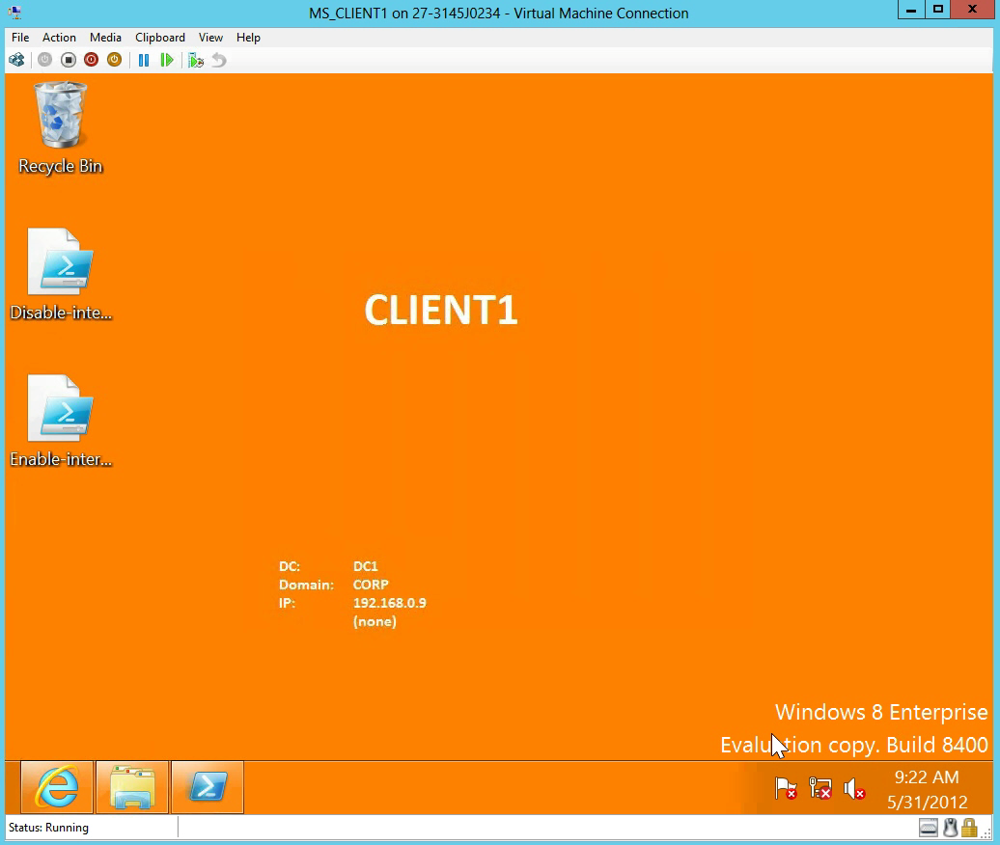 MS_CLIENT1 on 27-3145J0234 - Virtual Machine Connection
File Action Media Clipboard View Help
Recycle Bin
Disable-inte...
CLIENT1
Enable-inter...
DC: DC1
Domain: CORP
IP: 192.168.0.9
(none)
Windows 8 Enterprise
Evaluation copy. Build 8400
9:22 AM
5/31/2012
Status: Running